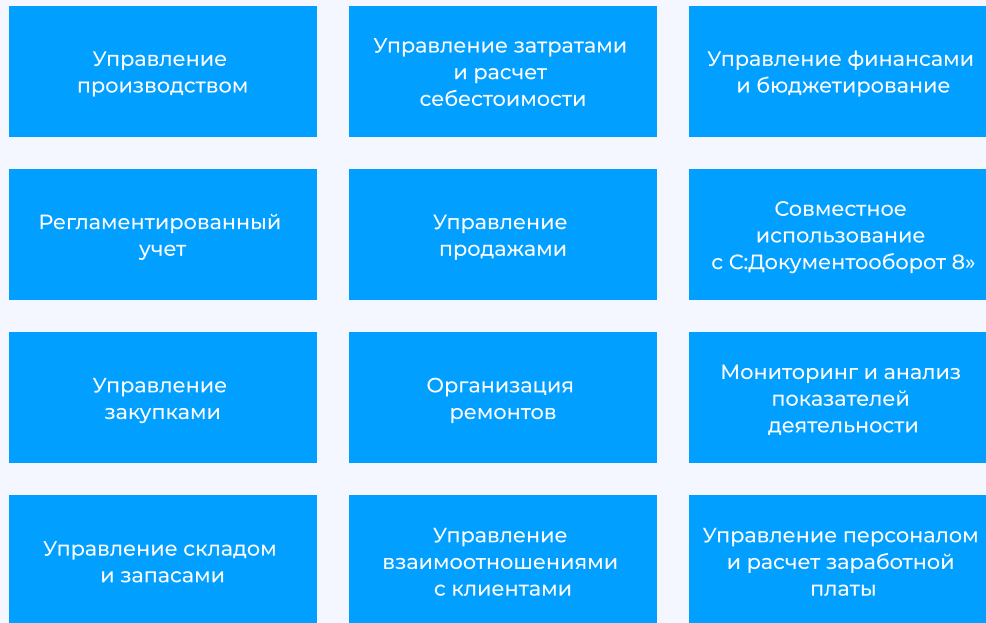 Управление
производством
Управление затратами
и расчет
себестоимости
Управление финансами
и бюджетирование
Регламентированный
учет
Управление
продажами
Совместное
использование
с С:Документооборот 8»
Управление
закупками
Организация
ремонтов
Мониторинг и анализ
показателей
деятельности
Управление складом
и запасами
Управление
взаимоотношениями
с клиентами
Управление персоналом
и расчет заработной
платы